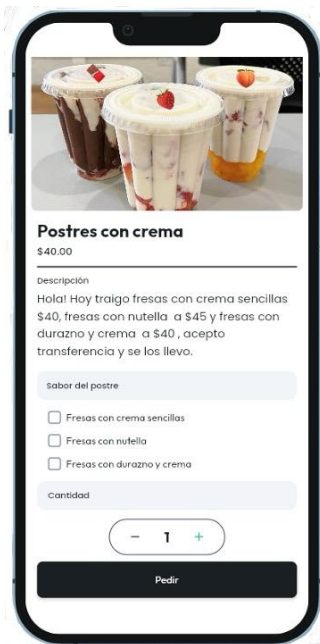 Postres con crema
$40.00
Descripción
Hola! Hoy traigo fresas con crema sencillas
$40, fresas con nutella a $45 y fresas con
durazno y crema a $40 , acepto
transferencia y se los llevo.
Sabor del postre
Fresas con crema sencillas
Fresas con nutella
Fresas con durazno y crema
Cantidad
− 1 +
Pedir